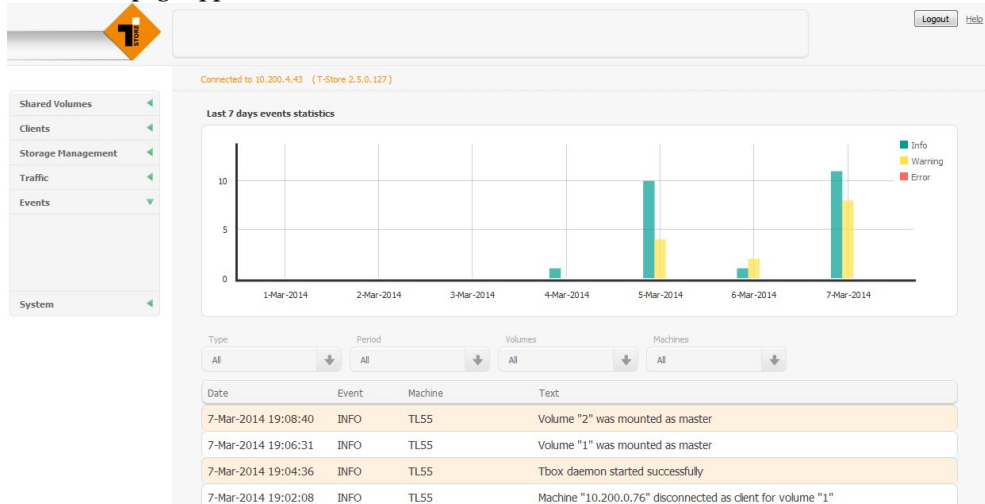 T
STORE
Logout Help
Connected to 10.200.4.43 (T-Store 2.5.0.127)
Shared Volumes
Clients
Storage Management
Traffic
Events
System
Last 7 days events statistics
Info
Warning
Error
10
5
0
1-Mar-2014 2-Mar-2014 3-Mar-2014 4-Mar-2014 5-Mar-2014 6-Mar-2014 7-Mar-2014
Type Period Volumes Machines
All All All All
Date Event Machine Text
7-Mar-2014 19:08:40 INFO TL55 Volume "2" was mounted as master
7-Mar-2014 19:06:31 INFO TL55 Volume "1" was mounted as master
7-Mar-2014 19:04:36 INFO TL55 Tbox daemon started successfully
7-Mar-2014 19:02:08 INFO TL55 Machine "10.200.0.76" disconnected as client for volume "1"